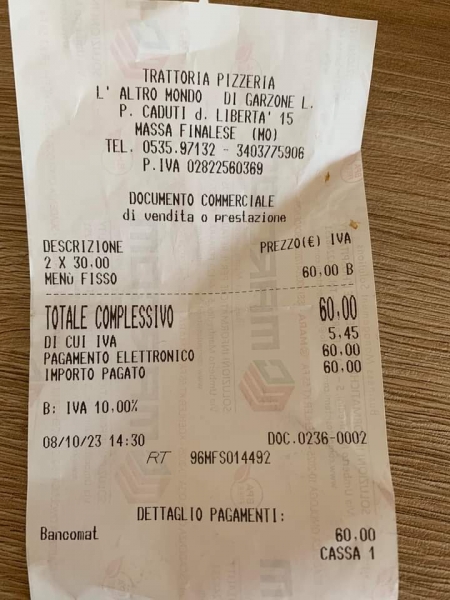 TRATTORIA PIZZERIA
L' ALTRO MONDO DI GARZONE L.
P. CADUTI d. LIBERTA' 15
MASSA FINALESE (MO)
TEL. 0535.97132 - 3403775906
P.IVA 02822560369
DOCUMENTO COMMERCIALE
di vendita o prestazione
DESCRIZIONE PREZZO(€) IVA
2 X 30,00
MENÙ FISSO 60,00 B
TOTALE COMPLESSIVO 60,00
DI CUI IVA 5,45
PAGAMENTO ELETTRONICO 60,00
IMPORTO PAGATO 60,00
B: IVA 10,00%
08/10/23 14:30 DOC.0236-0002
RT 96MFS014492
DETTAGLIO PAGAMENTI:
Bancomat 60,00
CASSA 1